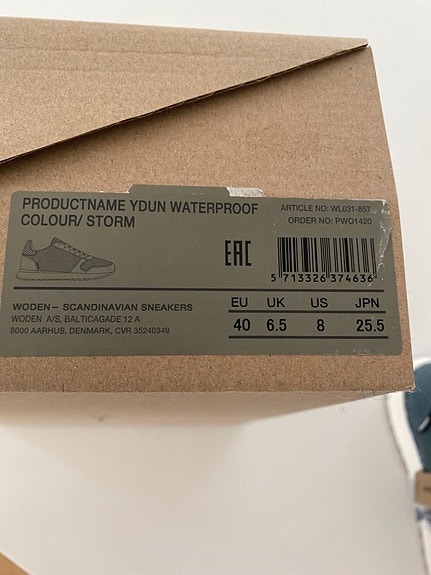 PRODUCTNAME YDUN WATERPROOF
COLOUR/ STORM
ARTICLE NO: WL031-857
ORDER NO: PWO1420
EAC
5 713326 374636
WODEN– SCANDINAVIAN SNEAKERS
WODEN A/S, BALTICAGADE 12 A
8000 AARHUS, DENMARK, CVR 35240349
EU UK US JPN
40 6.5 8 25.5